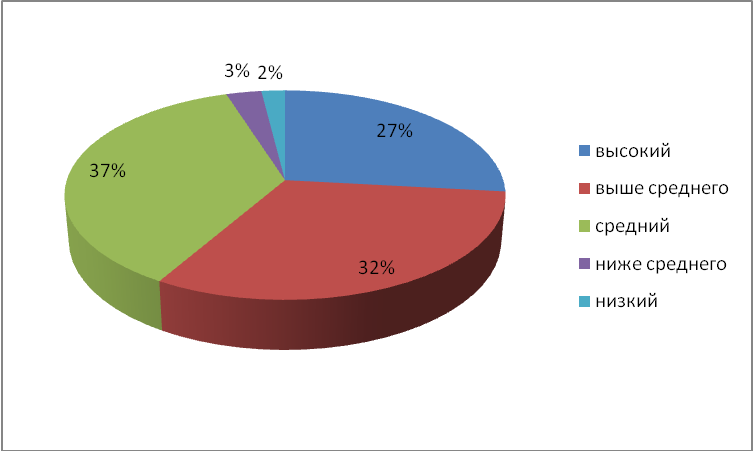 3% 2%
27%
37%
32%
высокий
выше среднего
средний
ниже среднего
низкий